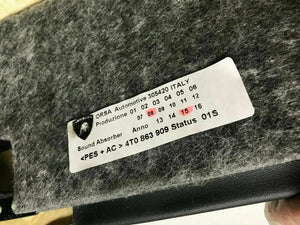 ORSA Automotive 305420 ITALY
Produzione 01 02 03 04 05 06
07 08 09 10 11 12
Anno 13 14 15 16
Sound Absorber
<PES + AC > 4T0 863 909 Status 01S